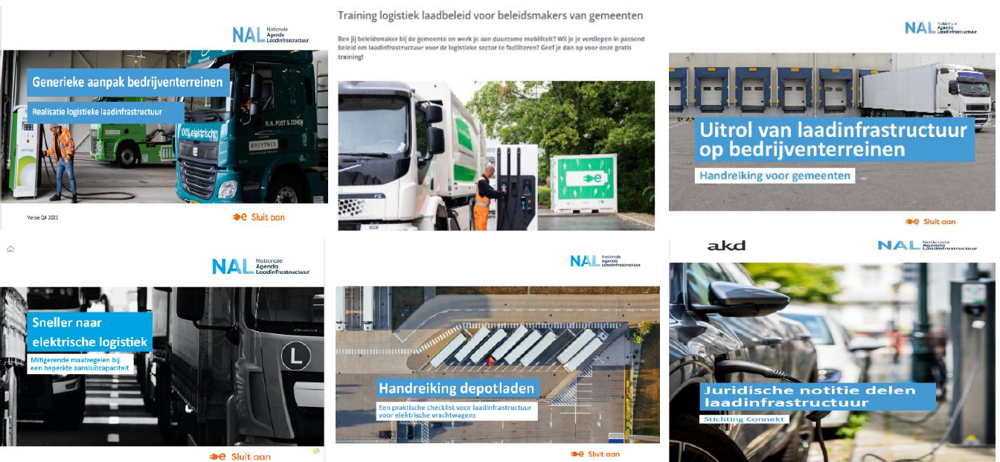 NAL Nationale
Agenda
Laadinfrastructuur
Generieke aanpak bedrijventerreinen
Realisatie logistieke laadinfrastructuur
100% elektrisch
H.N. POST & ZONEN
BREYTNER
Versie Q4 2023
Sluit aan
Training logistiek laadbeleid voor beleidsmakers van gemeenten
Ben jij beleidsmaker bij de gemeente en werk je aan duurzame mobiliteit? Wil je je verdiepen in passend
beleid om laadinfrastructuur voor de logistieke sector te faciliteren? Geef je dan op voor onze gratis
training!
FE
NAL Nationale
Agenda
Laadinfrastructuur
Uitrol van laadinfrastructuur
op bedrijventerreinen
Handreiking voor gemeenten
Sluit aan
NAL Nationale
Agenda
Laadinfrastructuur
Sneller naar
elektrische logistiek
Mitigerende maatregelen bij
een beperkte aansluitcapaciteit
L
Sluit aan
NAL Nationale
Agenda
Laadinfrastructuur
Handreiking depotladen
Een praktische checklist voor laadinfrastructuur
voor elektrische vrachtwagens
Sluit aan
akd
NAL Nationale
Agenda
Laadinfrastructuur
Juridische notitie delen
laadinfrastructuur
Stichting Connekt